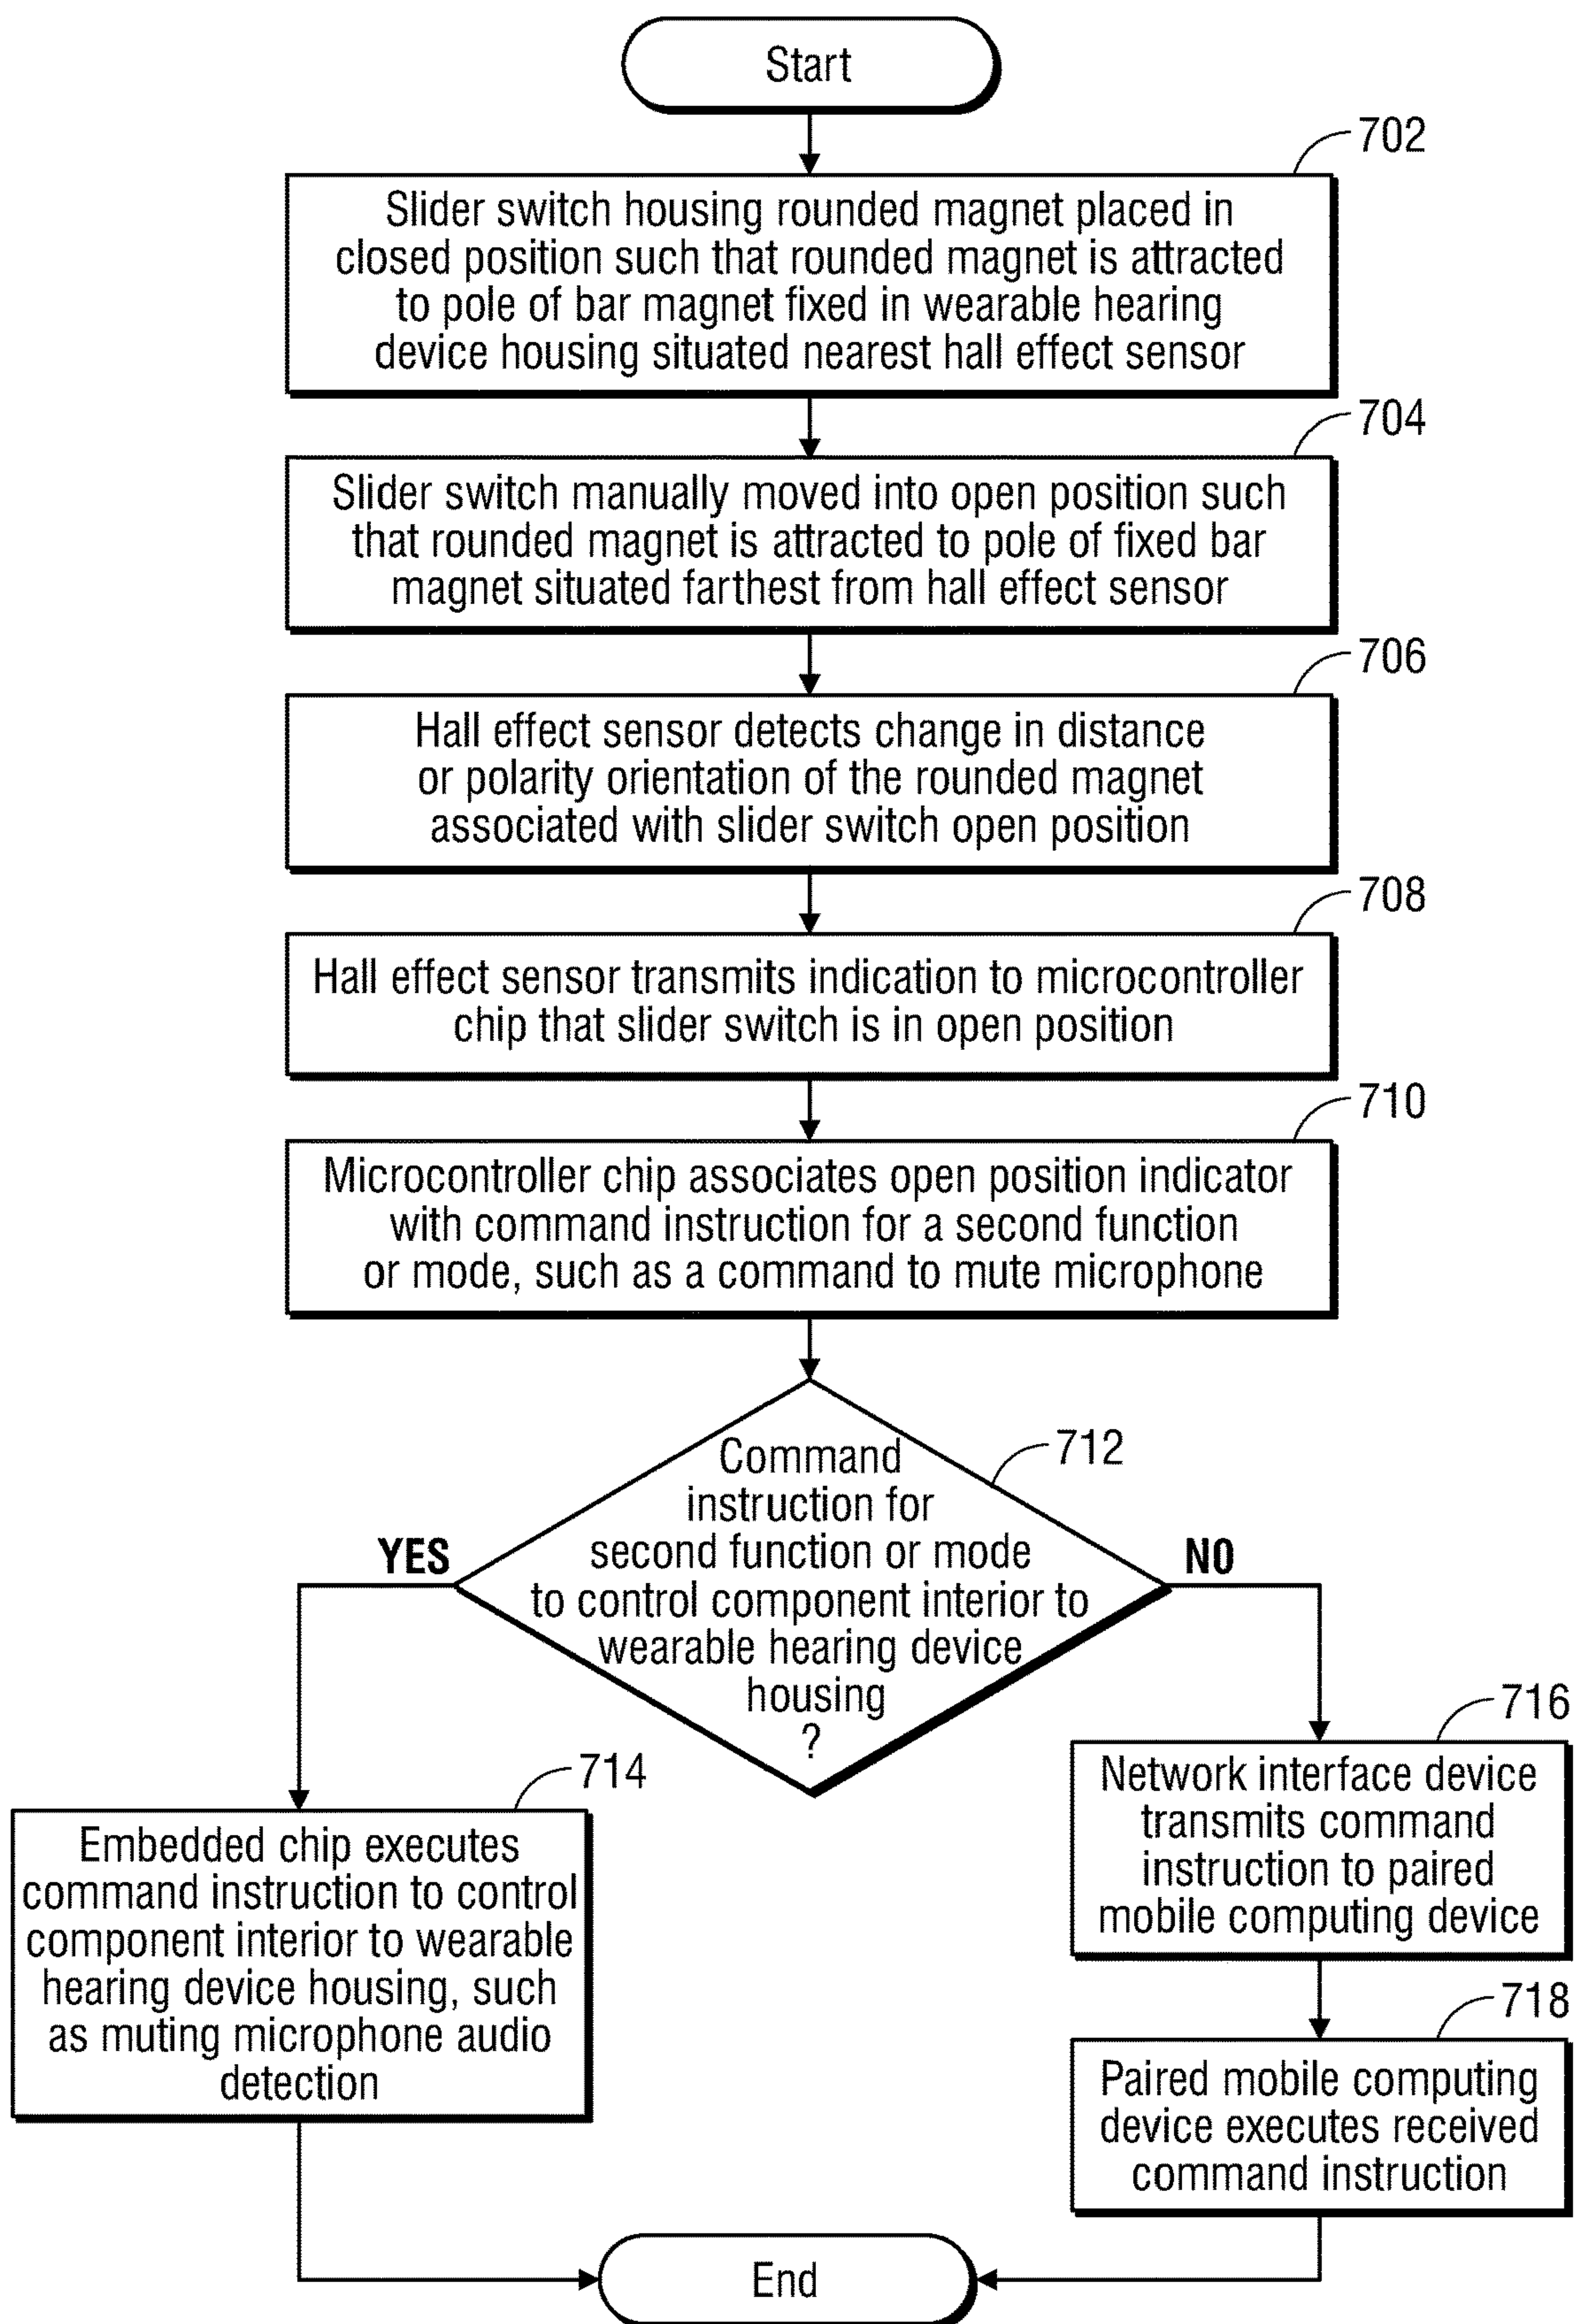 Start
702
Slider switch housing rounded magnet placed in
closed position such that rounded magnet is attracted
to pole of bar magnet fixed in wearable hearing
device housing situated nearest hall effect sensor
704
Slider switch manually moved into open position such
that rounded magnet is attracted to pole of fixed bar
magnet situated farthest from hall effect sensor
706
Hall effect sensor detects change in distance
or polarity orientation of the rounded magnet
associated with slider switch open position
708
Hall effect sensor transmits indication to microcontroller
chip that slider switch is in open position
710
Microcontroller chip associates open position indicator
with command instruction for a second function
or mode, such as a command to mute microphone
712
Command
instruction for
second function or mode
to control component interior to
wearable hearing device
housing
?
YES
NO
714
Embedded chip executes
command instruction to control
component interior to wearable
hearing device housing, such
as muting microphone audio
detection
716
Network interface device
transmits command
instruction to paired
mobile computing device
718
Paired mobile computing
device executes received
command instruction
End